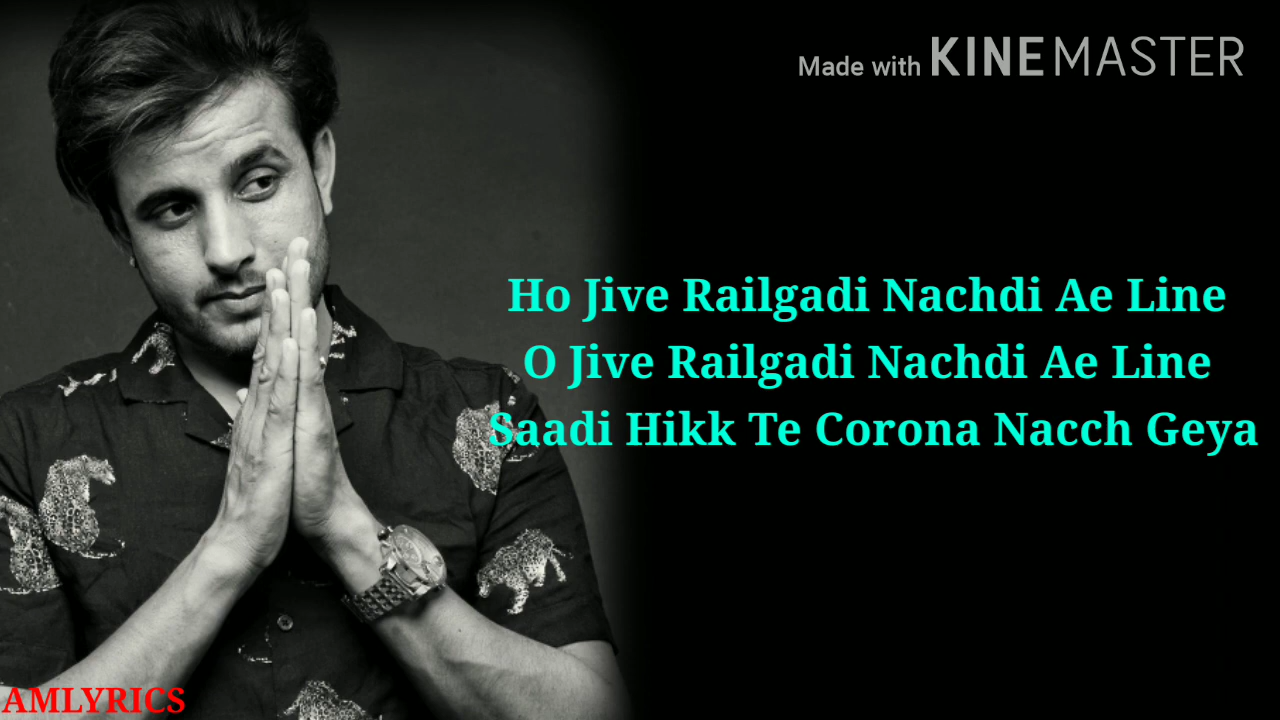 Made with KINEMASTER
Ho Jive Railgadi Nachdi Ae Line
O Jive Railgadi Nachdi Ae Line
Saadi Hikk Te Corona Nacch Geya
AMLYRICS